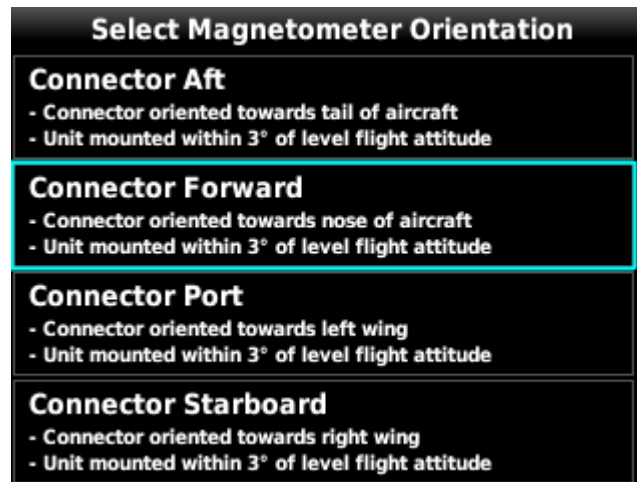 Select Magnetometer Orientation
Connector Aft
- Connector oriented towards tail of aircraft
- Unit mounted within 3° of level flight attitude
Connector Forward
- Connector oriented towards nose of aircraft
- Unit mounted within 3° of level flight attitude
Connector Port
- Connector oriented towards left wing
- Unit mounted within 3° of level flight attitude
Connector Starboard
- Connector oriented towards right wing
- Unit mounted within 3° of level flight attitude